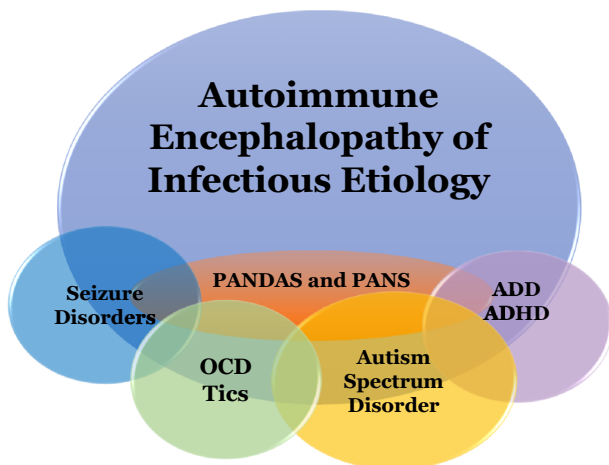 Autoimmune
Encephalopathy of
Infectious Etiology
PANDAS and PANS
Seizure
Disorders
ADD
ADHD
OCD
Tics
Autism
Spectrum
Disorder